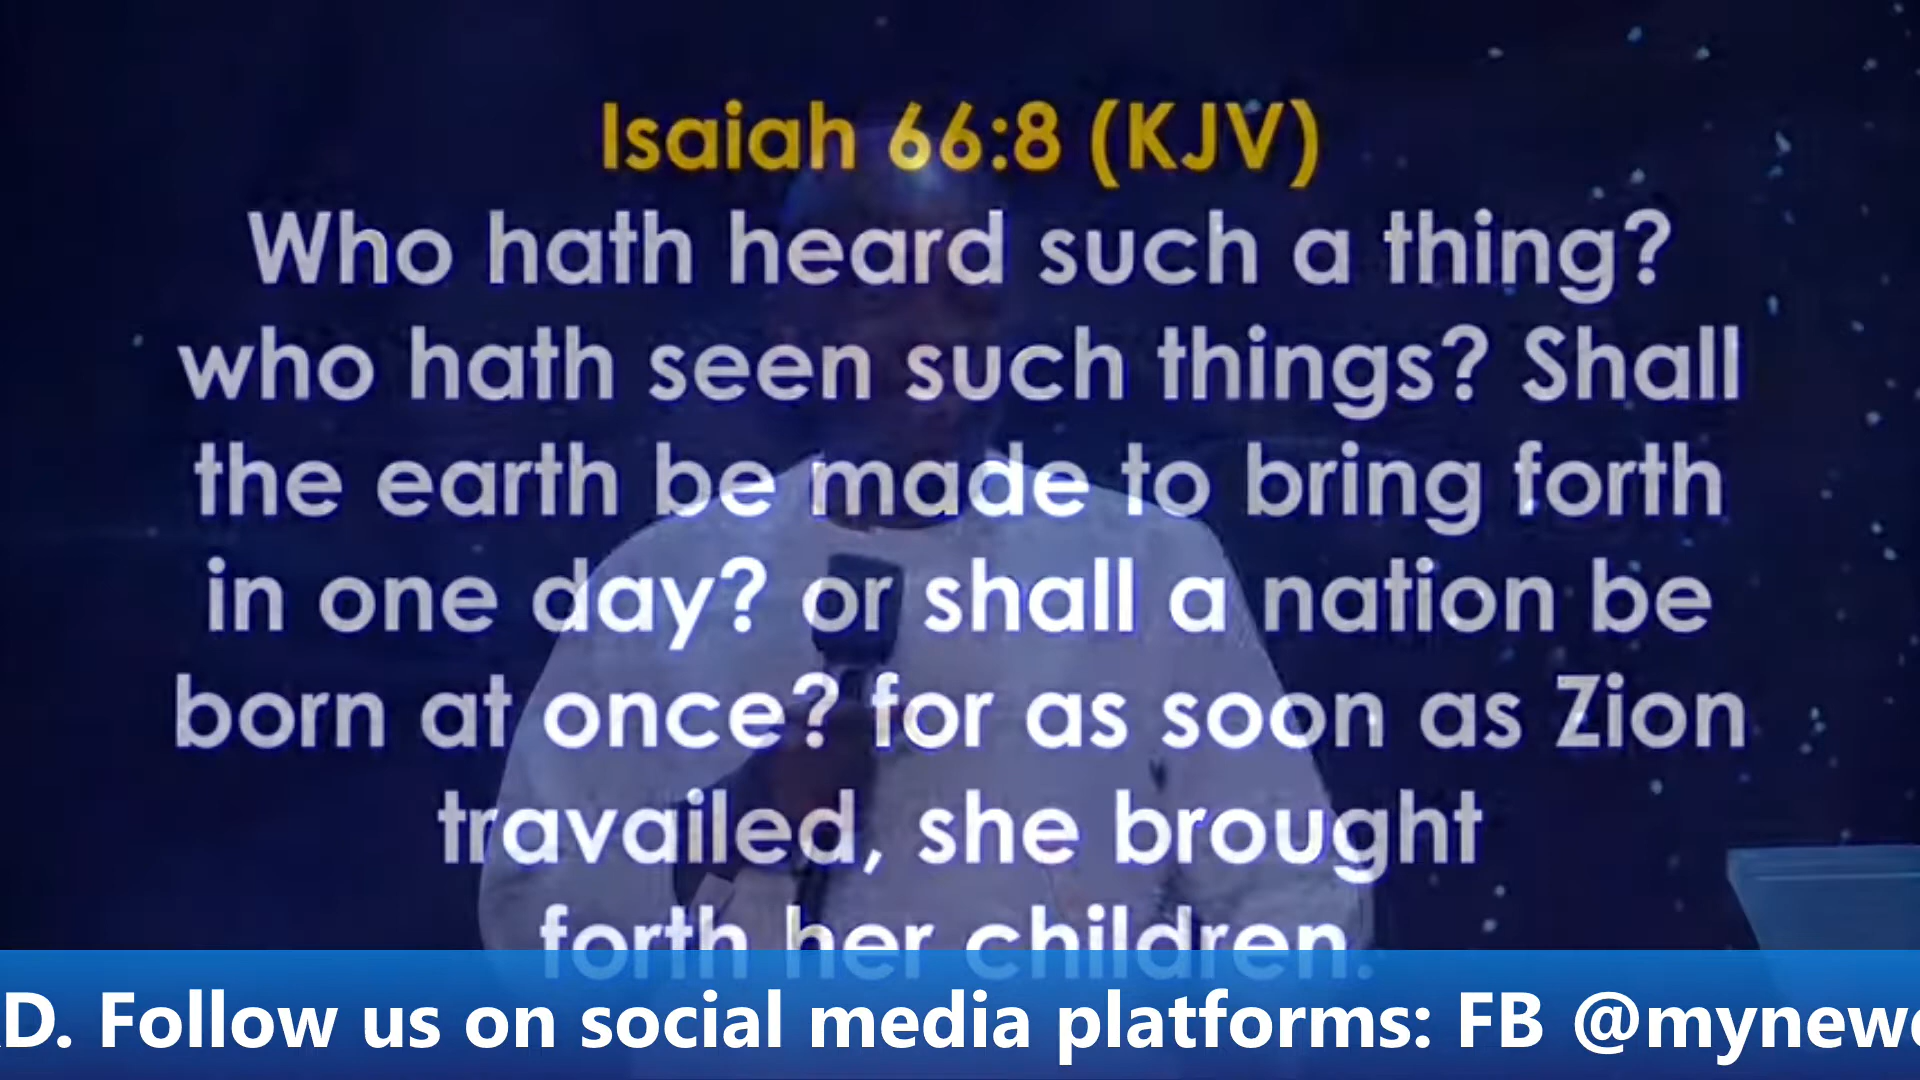 Isaiah 66:8 (KJV)
Who hath heard such a thing?
who hath seen such things? Shall
the earth be made to bring forth
in one day? or shall a nation be
born at once? for as soon as Zion
travailed, she brought
forth her children.
D. Follow us on social media platforms: FB